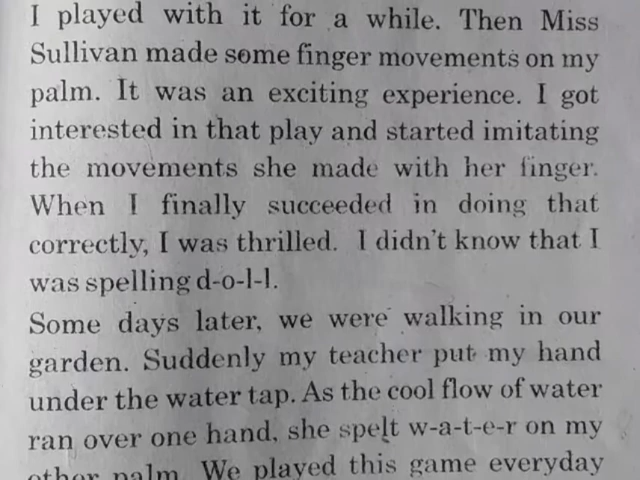 I played with it for a while. Then Miss
Sullivan made some finger movements on my
palm. It was an exciting experience. I got
interested in that play and started imitating
the movements she made with her finger.
When I finally succeeded in doing that
correctly, I was thrilled. I didn't know that I
was spelling d-o-l-l.
Some days later, we were walking in our
garden. Suddenly my teacher put my hand
under the water tap. As the cool flow of water
ran over one hand, she spelt w-a-t-e-r on my
other palm. We played this game everyday